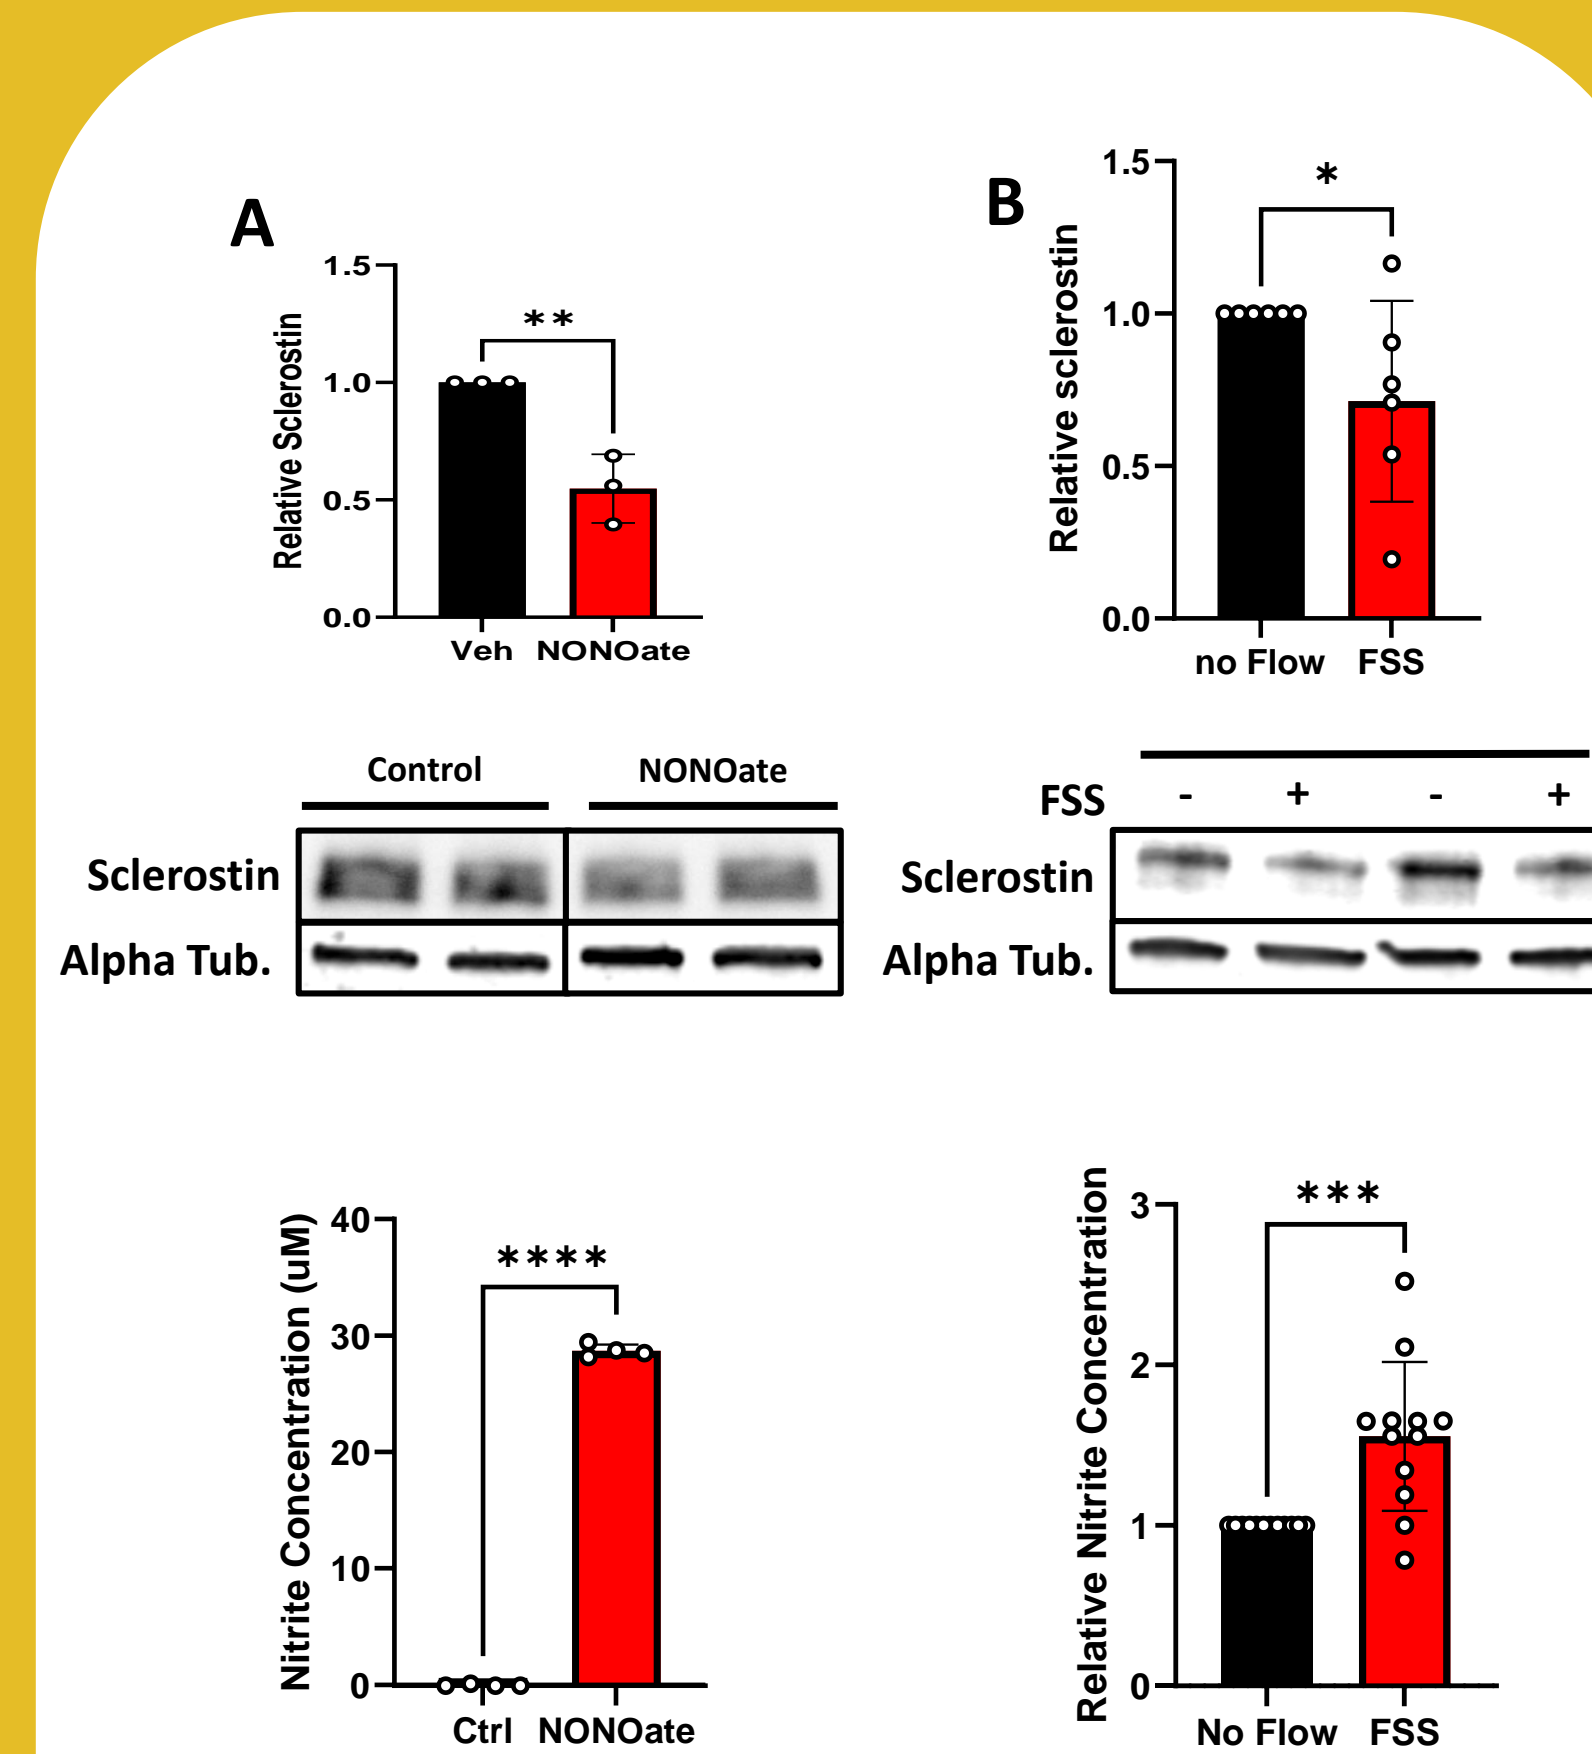 A
1.5
1.0
0.5
0.0
Relative Sclerostin
**
Veh NONOate
Control NONOate
Sclerostin
Alpha Tub.
40
30
20
10
0
Nitrite Concentration (uM)
****
Ctrl NONOate
B
1.5
1.0
0.5
0.0
Relative sclerostin
*
no Flow FSS
FSS - + - +
Sclerostin
Alpha Tub.
3
2
1
0
Relative Nitrite Concentration
***
No Flow FSS